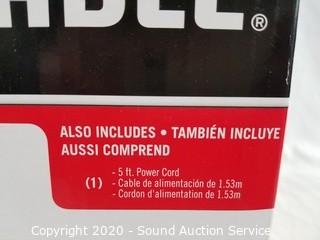 ABLE®
ALSO INCLUDES • TAMBIÉN INCLUYE
AUSSI COMPREND
(1) - 5 ft. Power Cord
- Cable de alimentación de 1.53m
- Cordon d'alimentation de 1.53m
Copyright 2020 - Sound Auction Service